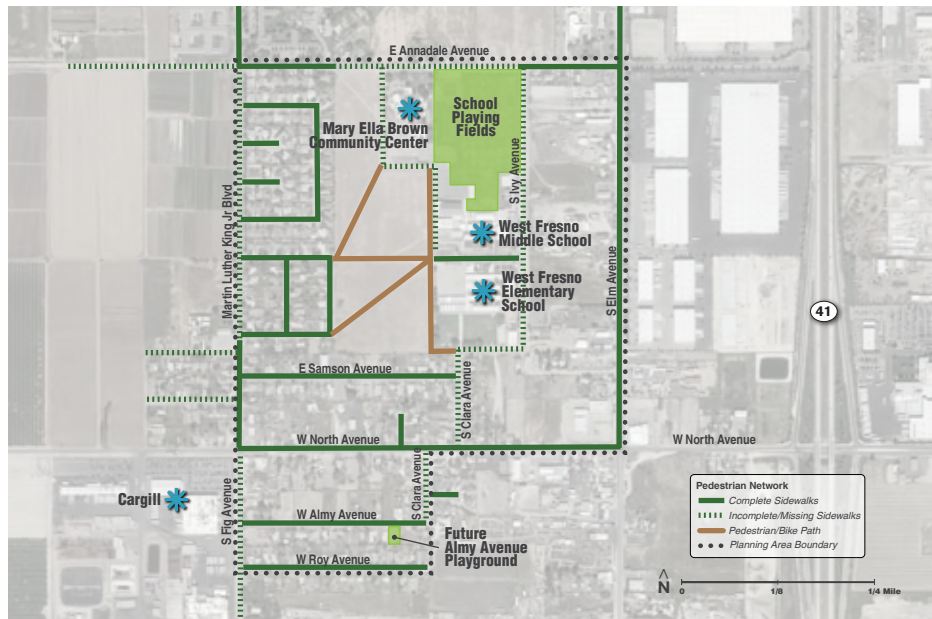 E Annadale Avenue
School
Playing
Fields
Mary Ella Brown
Community Center
S Ivy Avenue
Martin Luther King Jr Blvd
West Fresno
Middle School
West Fresno
Elementary
School
S Elm Avenue
41
E Samson Avenue
S Clara Avenue
W North Avenue
W North Avenue
S Clara Avenue
Cargill
S Fig Avenue
W Almy Avenue
Future
Almy Avenue
Playground
W Roy Avenue
Pedestrian Network
Complete Sidewalks
Incomplete/Missing Sidewalks
Pedestrian/Bike Path
Planning Area Boundary
N
0
1/8
1/4 Mile